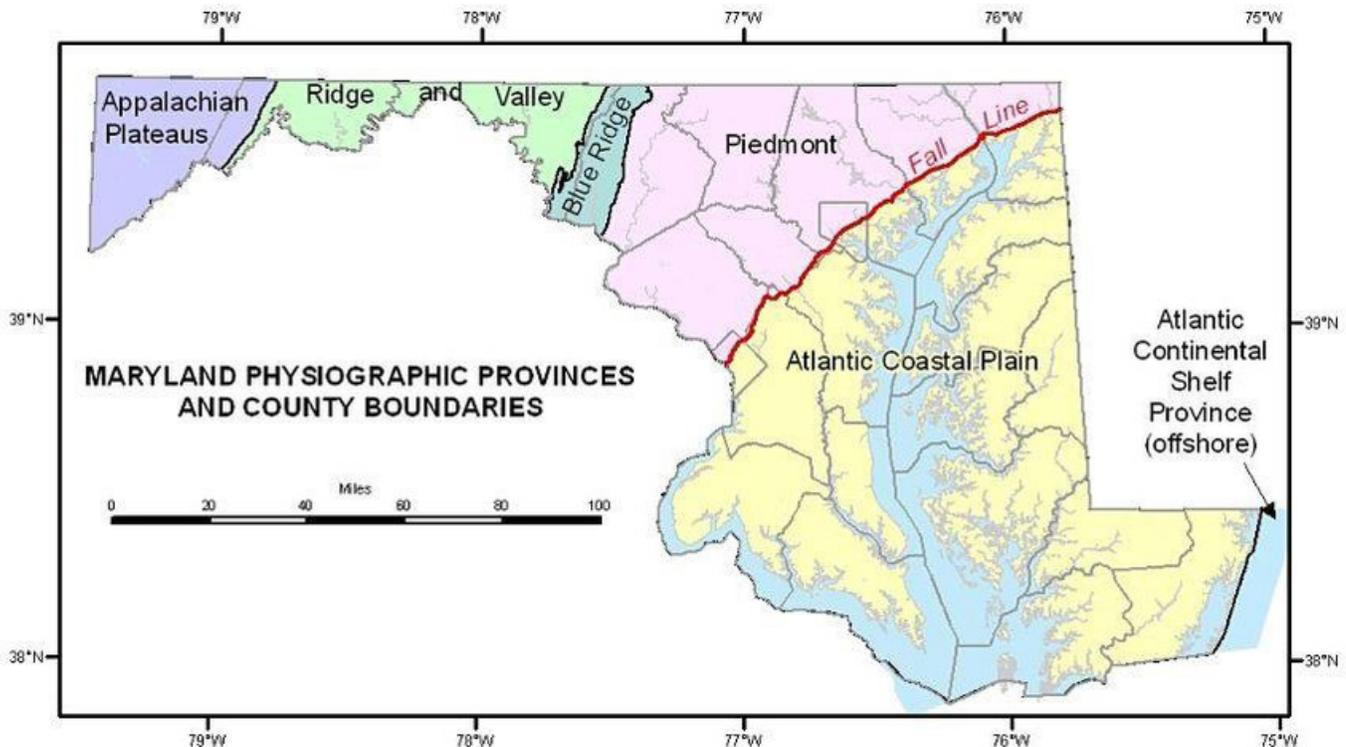 79°W 78°W 77°W 76°W 75°W
Appalachian
Plateaus
Ridge and Valley
Blue Ridge
Piedmont
Fall Line
39°N
39°N
Atlantic
Continental
Shelf
Province
(offshore)
Atlantic Coastal Plain
MARYLAND PHYSIOGRAPHIC PROVINCES
AND COUNTY BOUNDARIES
Miles
0 20 40 60 80 100
38°N
38°N
79°W 78°W 77°W 76°W 75°W